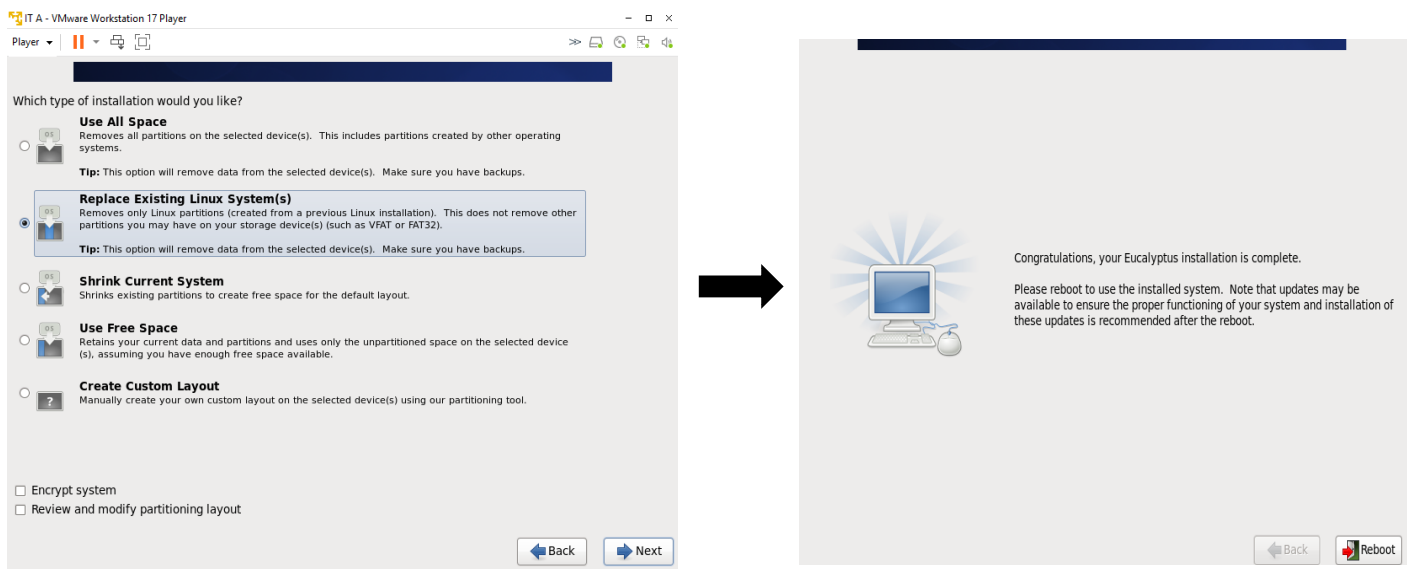 IT A - VMware Workstation 17 Player
Player
Which type of installation would you like?
Use All Space
Removes all partitions on the selected device(s).  This includes partitions created by other operating
systems.
Tip: This option will remove data from the selected device(s).  Make sure you have backups.
Replace Existing Linux System(s)
Removes only Linux partitions (created from a previous Linux installation).  This does not remove other
partitions you may have on your storage device(s) (such as VFAT or FAT32).
Tip: This option will remove data from the selected device(s).  Make sure you have backups.
Shrink Current System
Shrinks existing partitions to create free space for the default layout.
Use Free Space
Retains your current data and partitions and uses only the unpartitioned space on the selected device
(s), assuming you have enough free space available.
Create Custom Layout
Manually create your own custom layout on the selected device(s) using our partitioning tool.
Encrypt system
Review and modify partitioning layout
Back
Next
Congratulations, your Eucalyptus installation is complete.
Please reboot to use the installed system.  Note that updates may be
available to ensure the proper functioning of your system and installation of
these updates is recommended after the reboot.
Back
Reboot